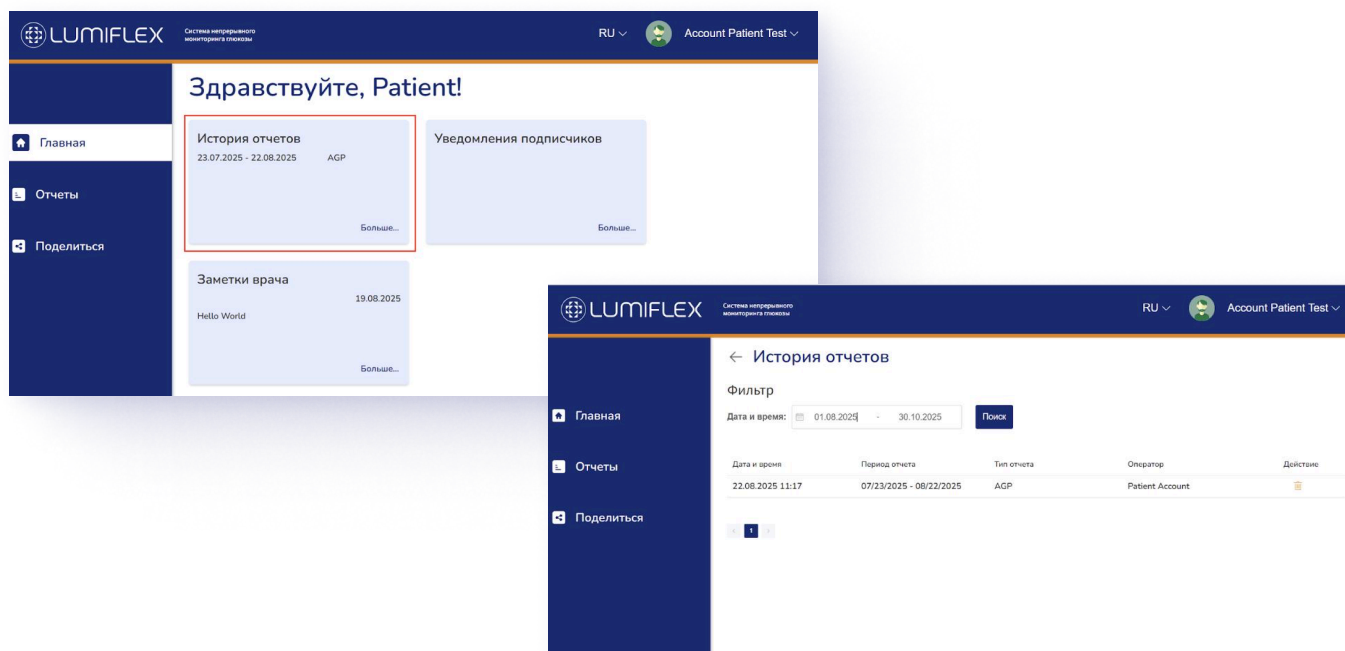 LUMIFLEX
Система непрерывного
мониторинга глюкозы
RU
Account Patient Test
Здравствуйте, Patient!
Главная
Отчеты
Поделиться
История отчетов
23.07.2025 - 22.08.2025 AGP
Больше...
Уведомления подписчиков
Больше...
Заметки врача
19.08.2025
Hello World
Больше...
LUMIFLEX
Система непрерывного
мониторинга глюкозы
RU
Account Patient Test
Главная
Отчеты
Поделиться
← История отчетов
Фильтр
Дата и время: 01.08.2025 - 30.10.2025 Поиск
Дата и время Период отчета Тип отчета Оператор Действие
22.08.2025 11:17 07/23/2025 - 08/22/2025 AGP Patient Account
‹ 1 ›